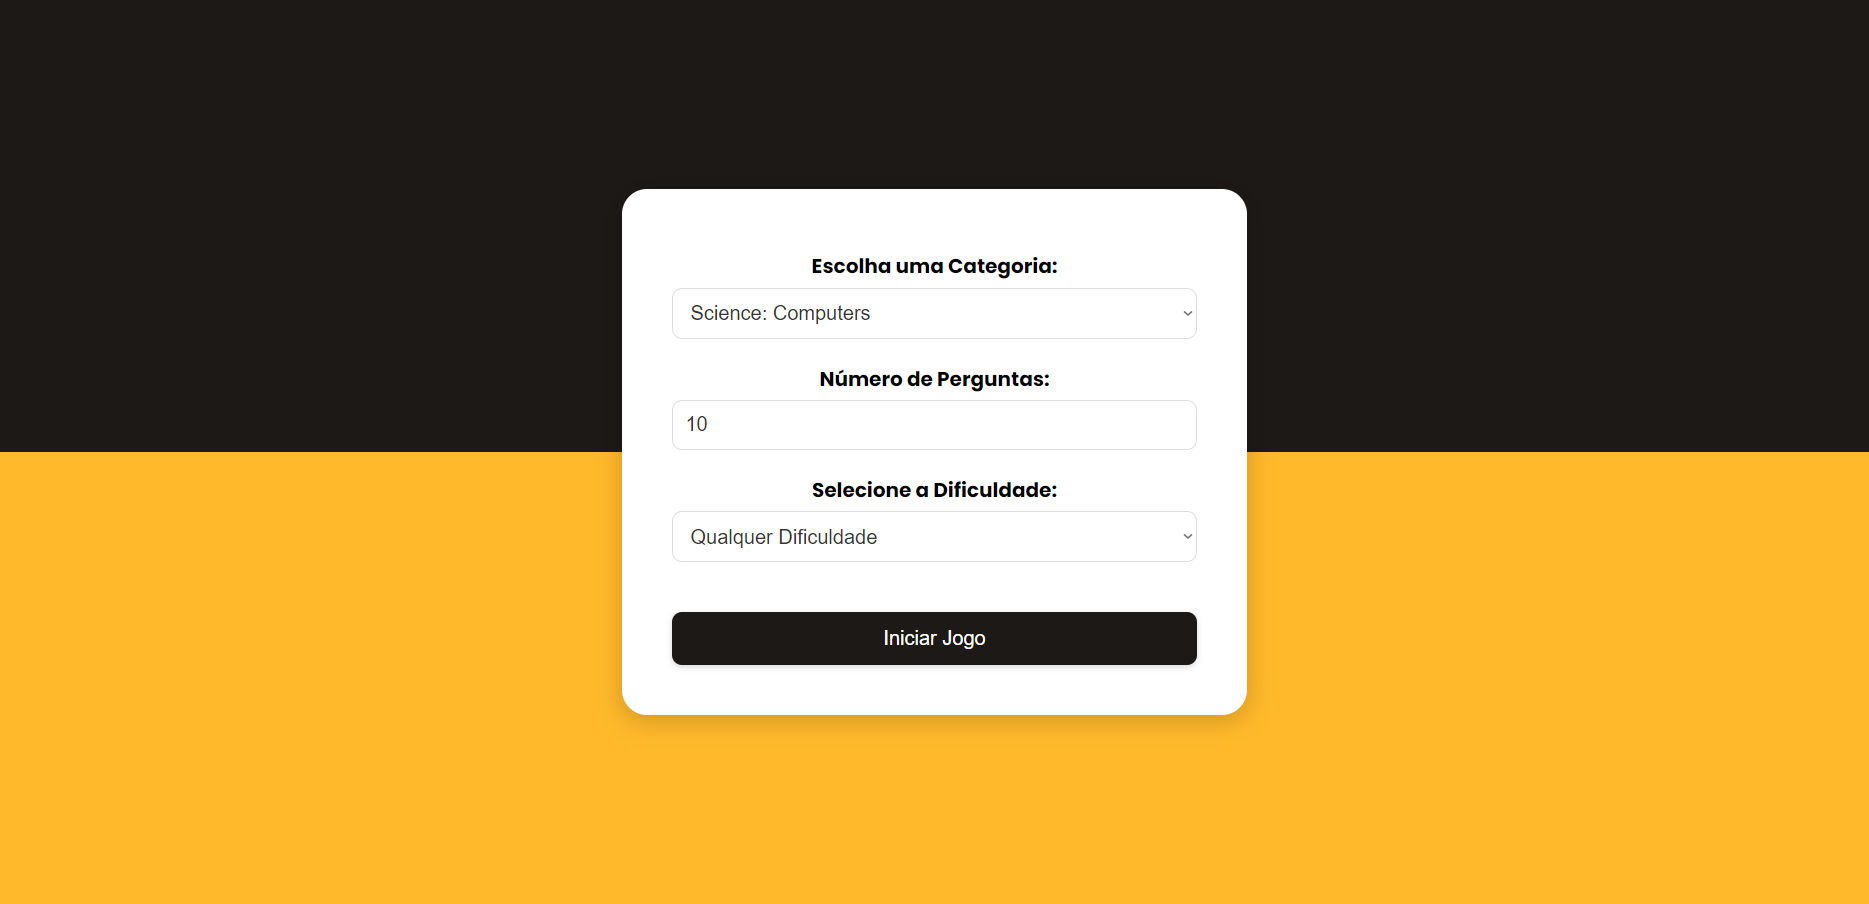 Escolha uma Categoria:
Science: Computers
Número de Perguntas:
10
Selecione a Dificuldade:
Qualquer Dificuldade
Iniciar Jogo